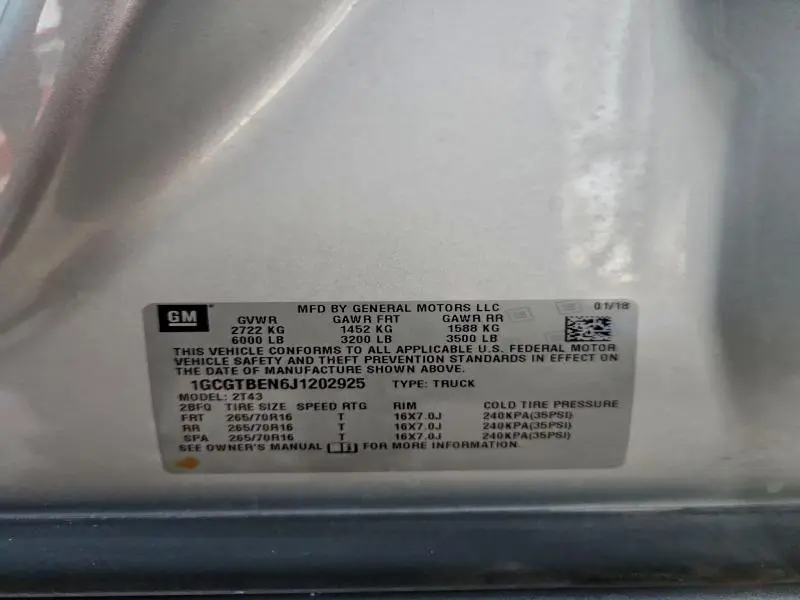 GM
MFD BY GENERAL MOTORS LLC
01/18
GVWR GAWR FRT GAWR RR
2722 KG 1452 KG 1588 KG
6000 LB 3200 LB 3500 LB
THIS VEHICLE CONFORMS TO ALL APPLICABLE U.S. FEDERAL MOTOR
VEHICLE SAFETY AND THEFT PREVENTION STANDARDS IN EFFECT ON
THE DATE OF MANUFACTURE SHOWN ABOVE.
1GCGTBEN6J1202925 TYPE: TRUCK
MODEL: 2T43
2BFQ TIRE SIZE SPEED RTG RIM COLD TIRE PRESSURE
FRT 265/70R16 T 16X7.0J 240KPA(35PSI)
RR 265/70R16 T 16X7.0J 240KPA(35PSI)
SPA 265/70R16 T 16X7.0J 240KPA(35PSI)
SEE OWNER'S MANUAL FOR MORE INFORMATION.